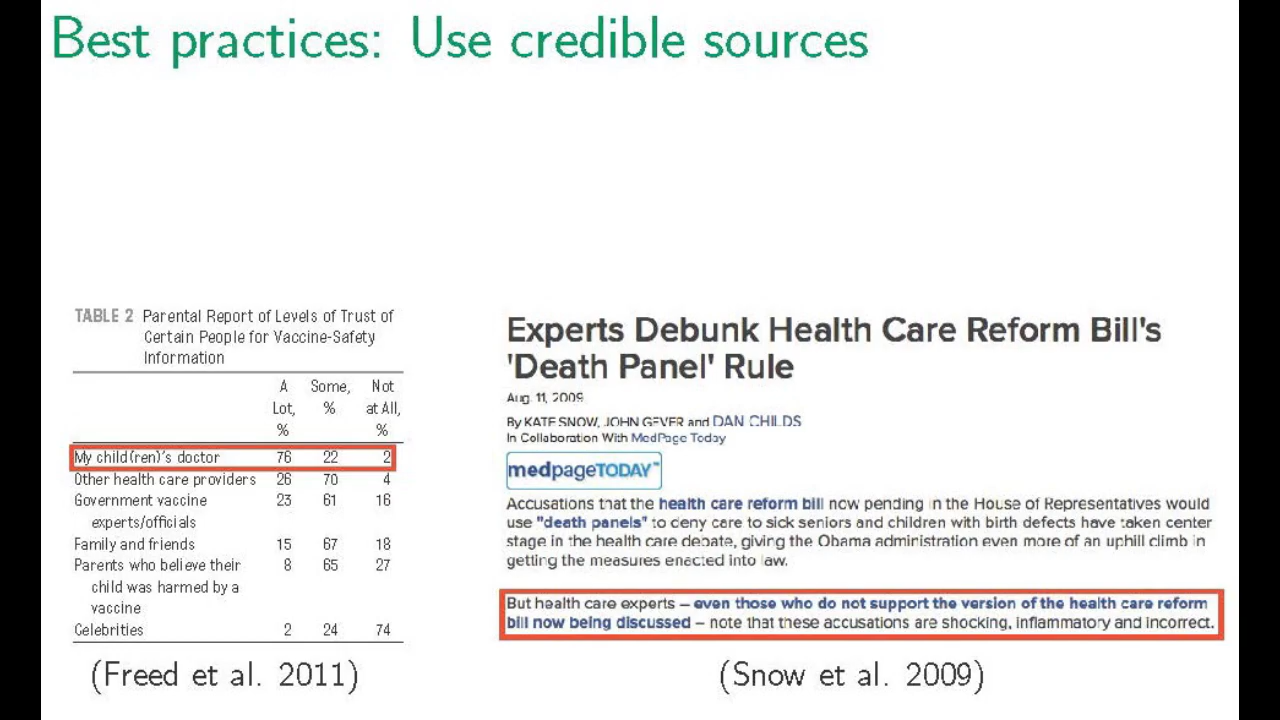 Best practices: Use credible sources
TABLE 2 Parental Report of Levels of Trust of
Certain People for Vaccine-Safety
Information
A Some, Not
Lot, % at All,
% %
My child(ren)'s doctor 76 22 2
Other health care providers 26 70 4
Government vaccine 23 61 16
experts/officials
Family and friends 15 67 18
Parents who believe their 8 65 27
child was harmed by a
vaccine
Celebrities 2 24 74
(Freed et al. 2011)
Experts Debunk Health Care Reform Bill's
'Death Panel' Rule
Aug. 11, 2009
By KATE SNOW, JOHN GEVER and DAN CHILDS
In Collaboration With MedPage Today
medpageTODAY™
Accusations that the health care reform bill now pending in the House of Representatives would
use "death panels" to deny care to sick seniors and children with birth defects have taken center
stage in the health care debate, giving the Obama administration even more of an uphill climb in
getting the measures enacted into law.
But health care experts – even those who do not support the version of the health care reform
bill now being discussed – note that these accusations are shocking, inflammatory and incorrect.
(Snow et al. 2009)